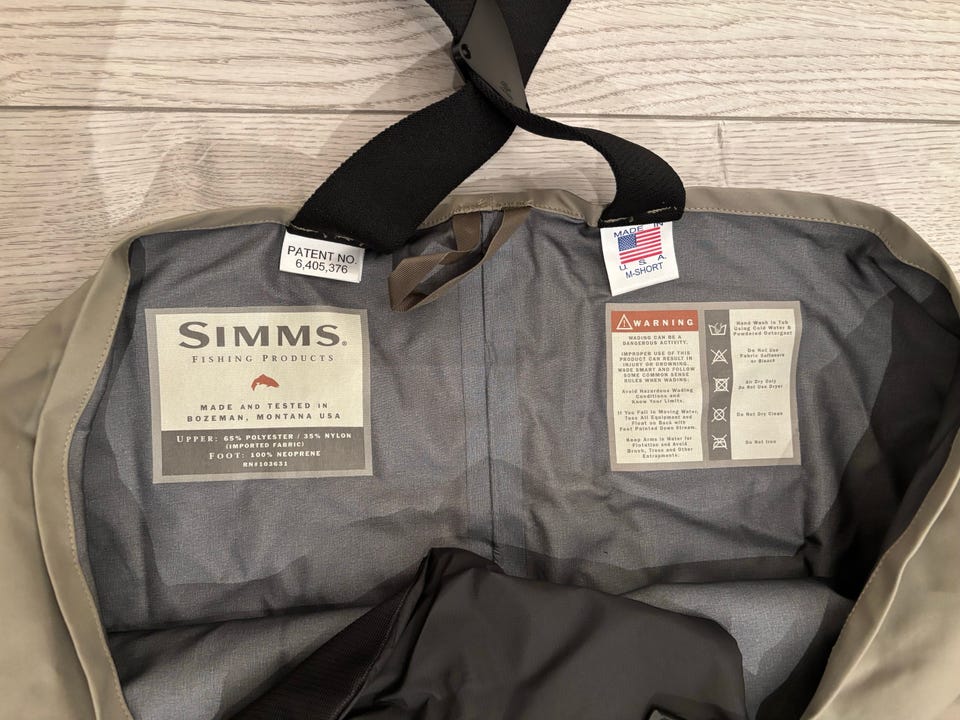 PATENT NO.
6,405,376
MADE IN
U. S. A.
M-SHORT
SIMMS®
FISHING PRODUCTS
MADE AND TESTED IN
BOZEMAN, MONTANA USA
UPPER: 65% POLYESTER / 35% NYLON
(IMPORTED FABRIC)
FOOT: 100% NEOPRENE
RN#103631
WARNING
WADING CAN BE A
DANGEROUS ACTIVITY.
IMPROPER USE OF THIS
PRODUCT CAN RESULT IN
INJURY OR DROWNING.
WADE SMART AND FOLLOW
SOME COMMON SENSE
RULES WHEN WADING:
Avoid Hazardous Wading
Conditions and
Know Your Limits.
If You Fall in Moving Water,
Toss All Equipment and
Float on Back with
Feet Pointed Down Stream.
Keep Arms in Water for
Flotation and Avoid
Brush, Trees and Other
Entrapments.
Hand Wash in Tub
Using Cold Water &
Powdered Detergent
Do Not Use
Fabric Softeners
or Bleach
Air Dry Only
Do Not Use Dryer
Do Not Dry Clean
Do Not Iron